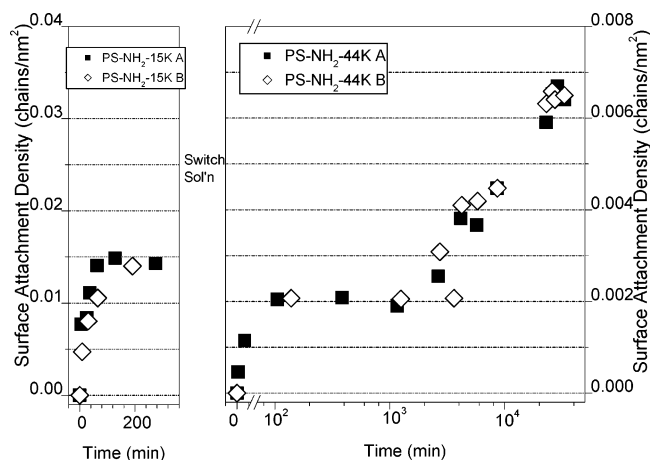 0.04
0.03
0.02
0.01
0.00
Surface Attachment Density (chains/nm²)
PS-NH₂-15K A
PS-NH₂-15K B
0
200
Time (min)
Switch
Sol'n
PS-NH₂-44K A
PS-NH₂-44K B
0
10²
10³
10⁴
Time (min)
0.008
0.006
0.004
0.002
0.000
Surface Attachment Density (chains/nm²)